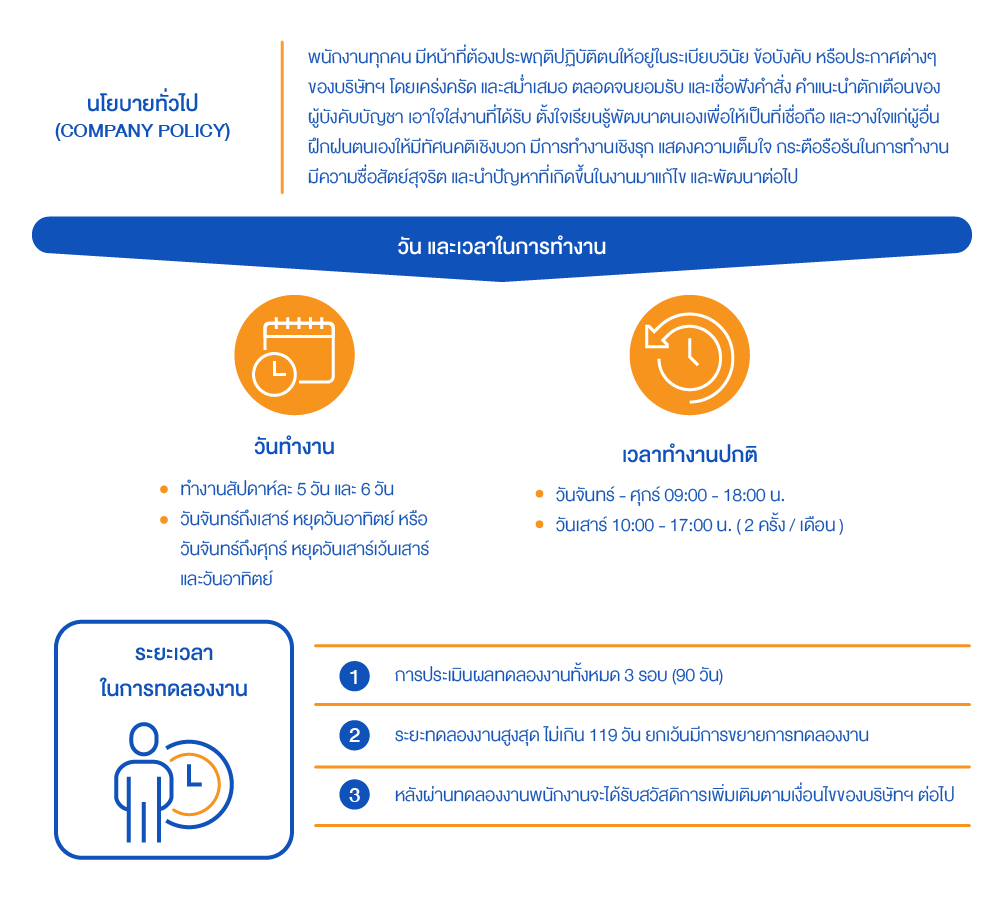 นโยบายทั่วไป
(COMPANY POLICY)
พนักงานทุกคน มีหน้าที่ต้องประพฤติปฏิบัติตนให้อยู่ในระเบียบวินัย ข้อบังคับ หรือประกาศต่างๆ
ของบริษัทฯ โดยเคร่งครัด และสม่ำเสมอ ตลอดจนยอมรับ และเชื่อฟังคำสั่ง คำแนะนำตักเตือนของ
ผู้บังคับบัญชา เอาใจใส่งานที่ได้รับ ตั้งใจเรียนรู้พัฒนาตนเองเพื่อให้เป็นที่เชื่อถือ และวางใจแก่ผู้อื่น
ฝึกฝนตนเองให้มีทัศนคติเชิงบวก มีการทำงานเชิงรุก แสดงความเต็มใจ กระตือรือร้นในการทำงาน
มีความซื่อสัตย์สุจริต และนำปัญหาที่เกิดขึ้นในงานมาแก้ไข และพัฒนาต่อไป
วัน และเวลาในการทำงาน
วันทำงาน
• ทำงานสัปดาห์ละ 5 วัน และ 6 วัน
• วันจันทร์ถึงเสาร์ หยุดวันอาทิตย์ หรือ
วันจันทร์ถึงศุกร์ หยุดวันเสาร์เว้นเสาร์
และวันอาทิตย์
เวลาทำงานปกติ
• วันจันทร์ - ศุกร์ 09:00 - 18:00 น.
• วันเสาร์ 10:00 - 17:00 น. ( 2 ครั้ง / เดือน )
ระยะเวลา
ในการทดลองงาน
1 การประเมินผลทดลองงานทั้งหมด 3 รอบ (90 วัน)
2 ระยะทดลองงานสูงสุด ไม่เกิน 119 วัน ยกเว้นมีการขยายการทดลองงาน
3 หลังผ่านทดลองงานพนักงานจะได้รับสวัสดิการเพิ่มเติมตามเงื่อนไขของบริษัทฯ ต่อไป